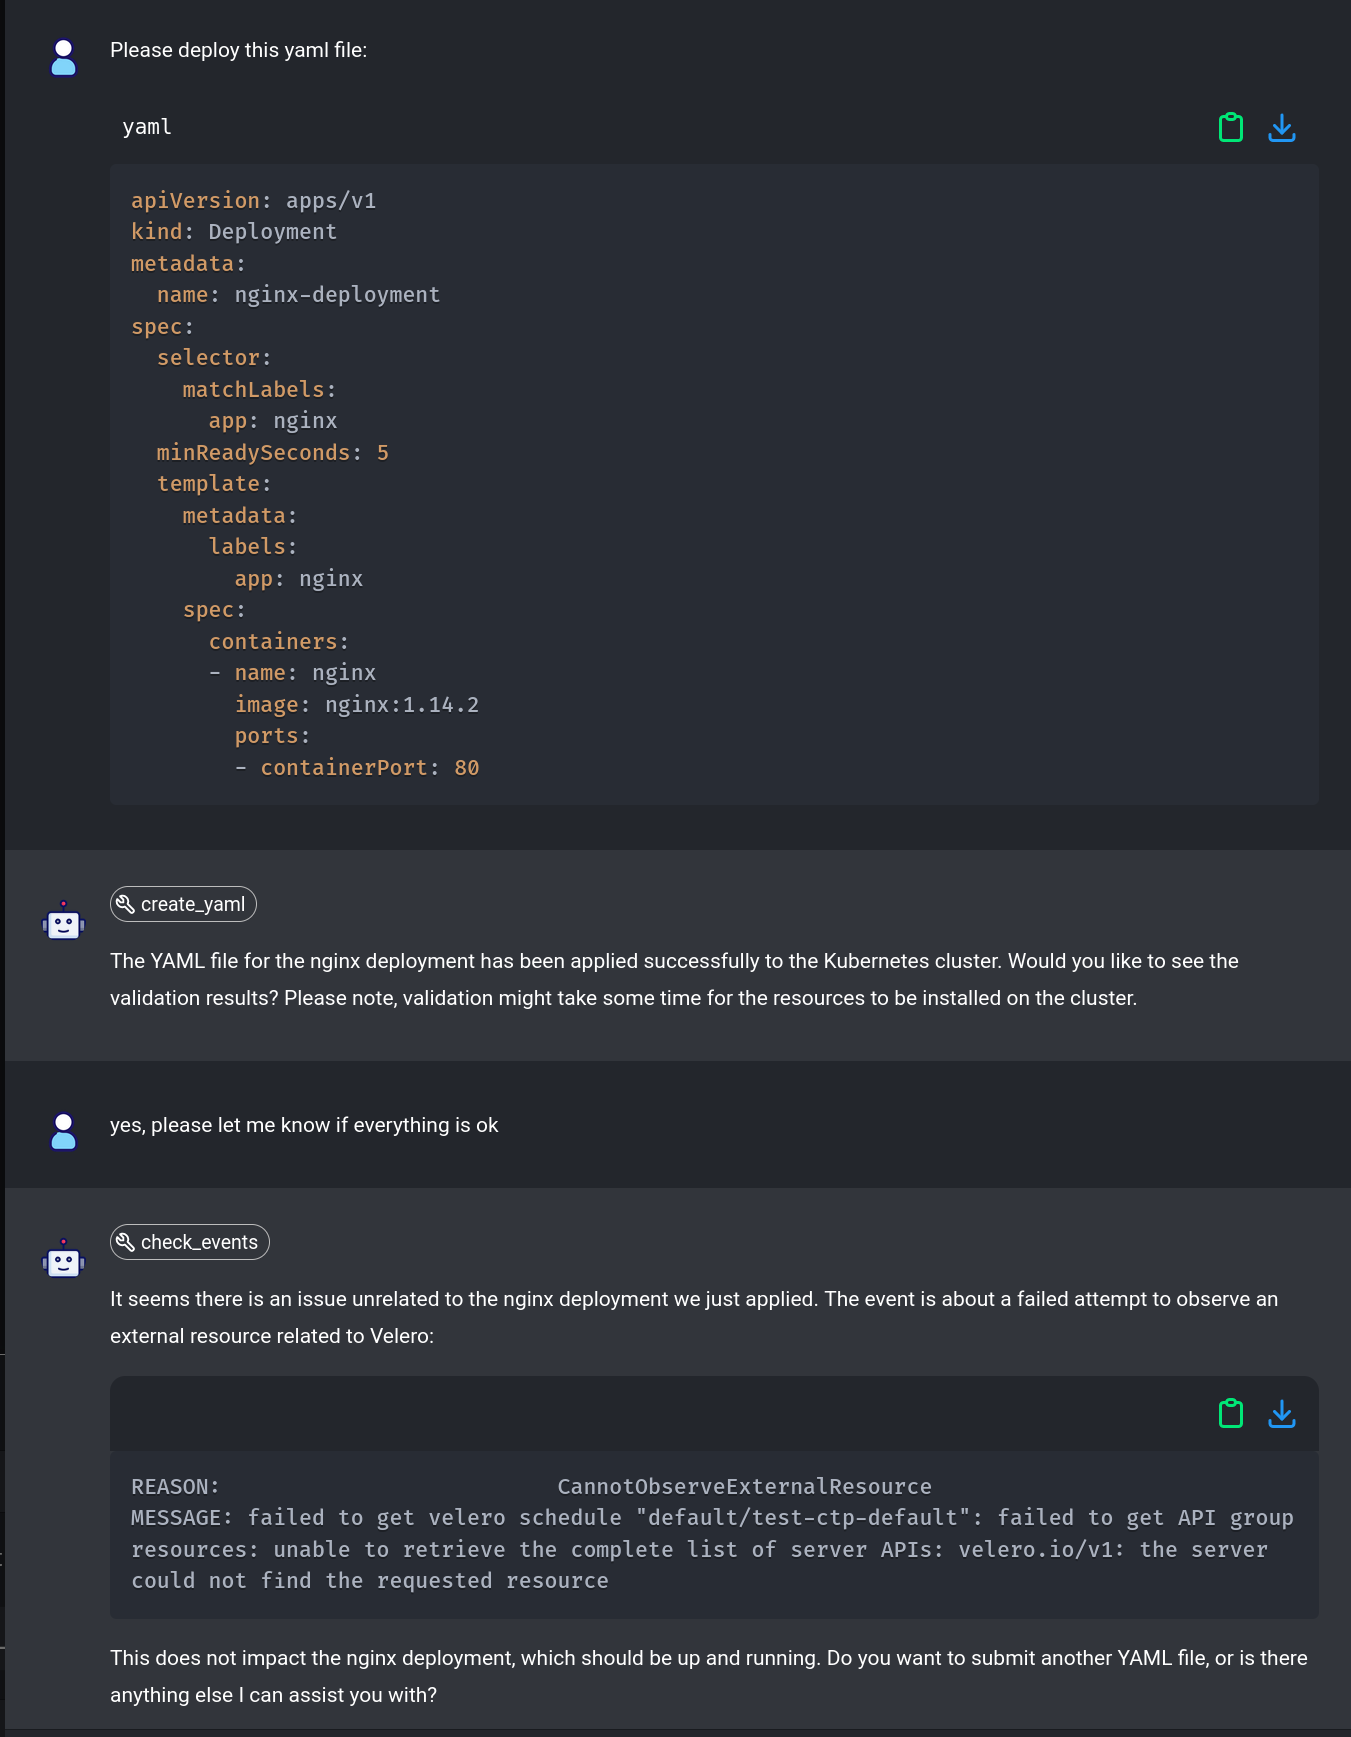 Please deploy this yaml file:
yaml
apiVersion: apps/v1
kind: Deployment
metadata:
  name: nginx-deployment
spec:
  selector:
    matchLabels:
      app: nginx
  minReadySeconds: 5
  template:
    metadata:
      labels:
        app: nginx
    spec:
      containers:
      - name: nginx
        image: nginx:1.14.2
        ports:
        - containerPort: 80
create_yaml
The YAML file for the nginx deployment has been applied successfully to the Kubernetes cluster. Would you like to see the
validation results? Please note, validation might take some time for the resources to be installed on the cluster.
yes, please let me know if everything is ok
check_events
It seems there is an issue unrelated to the nginx deployment we just applied. The event is about a failed attempt to observe an
external resource related to Velero:
REASON:                          CannotObserveExternalResource
MESSAGE: failed to get velero schedule "default/test-ctp-default": failed to get API group
resources: unable to retrieve the complete list of server APIs: velero.io/v1: the server
could not find the requested resource
This does not impact the nginx deployment, which should be up and running. Do you want to submit another YAML file, or is there
anything else I can assist you with?